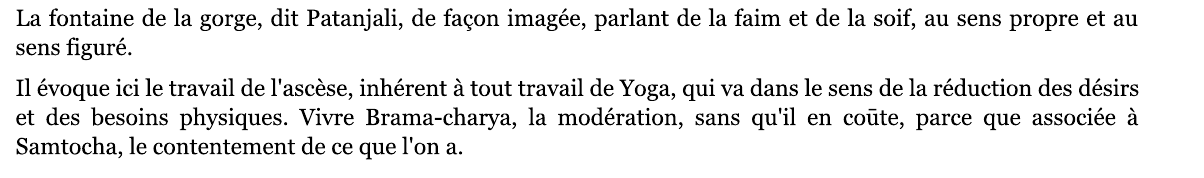 La fontaine de la gorge, dit Patanjali, de façon imagée, parlant de la faim et de la soif, au sens propre et au
sens figuré.
Il évoque ici le travail de l'ascèse, inhérent à tout travail de Yoga, qui va dans le sens de la réduction des désirs
et des besoins physiques. Vivre Brama-charya, la modération, sans qu'il en coūte, parce que associée à
Samtocha, le contentement de ce que l'on a.